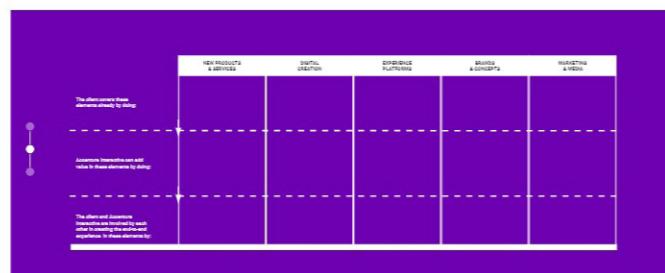 NEW PRODUCTS
& SERVICES
DIGITAL
CREATION
EXPERIENCE
PLATFORMS
BRANDS
& CONCEPTS
MARKETING
& MEDIA
The client covers these
elements already by doing:
Accenture Interactive can add
value in these elements by doing:
The client and Accenture
Interactive are involved by each
other in creating the end-to-end
experience. In these elements by: